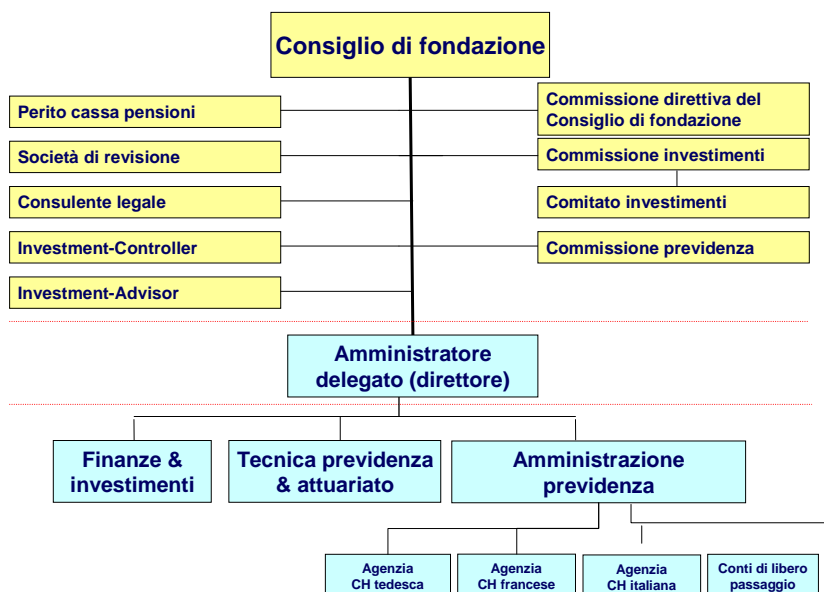 Consiglio di fondazione
Perito cassa pensioni
Commissione direttiva del
Consiglio di fondazione
Società di revisione
Commissione investimenti
Consulente legale
Comitato investimenti
Investment-Controller
Commissione previdenza
Investment-Advisor
Amministratore
delegato (direttore)
Finanze &
investimenti
Tecnica previdenza
& attuariato
Amministrazione
previdenza
Agenzia
CH tedesca
Agenzia
CH francese
Agenzia
CH italiana
Conti di libero
passaggio